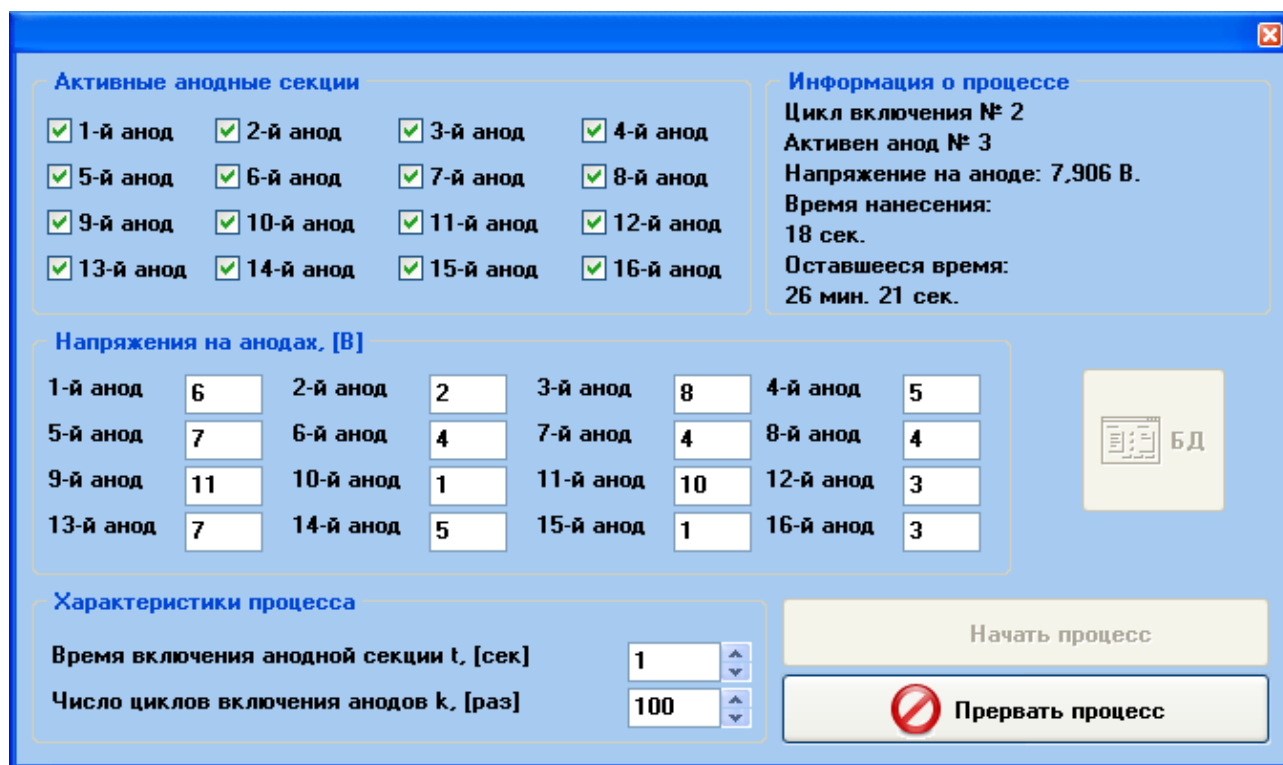 Активные анодные секции
1-й анод 2-й анод 3-й анод 4-й анод
5-й анод 6-й анод 7-й анод 8-й анод
9-й анод 10-й анод 11-й анод 12-й анод
13-й анод 14-й анод 15-й анод 16-й анод
Информация о процессе
Цикл включения № 2
Активен анод № 3
Напряжение на аноде: 7,906 В.
Время нанесения:
18 сек.
Оставшееся время:
26 мин. 21 сек.
Напряжения на анодах, [В]
1-й анод 6 2-й анод 2 3-й анод 8 4-й анод 5
5-й анод 7 6-й анод 4 7-й анод 4 8-й анод 4
9-й анод 11 10-й анод 1 11-й анод 10 12-й анод 3
13-й анод 7 14-й анод 5 15-й анод 1 16-й анод 3
БД
Характеристики процесса
Время включения анодной секции t, [сек] 1
Число циклов включения анодов k, [раз] 100
Начать процесс
Прервать процесс